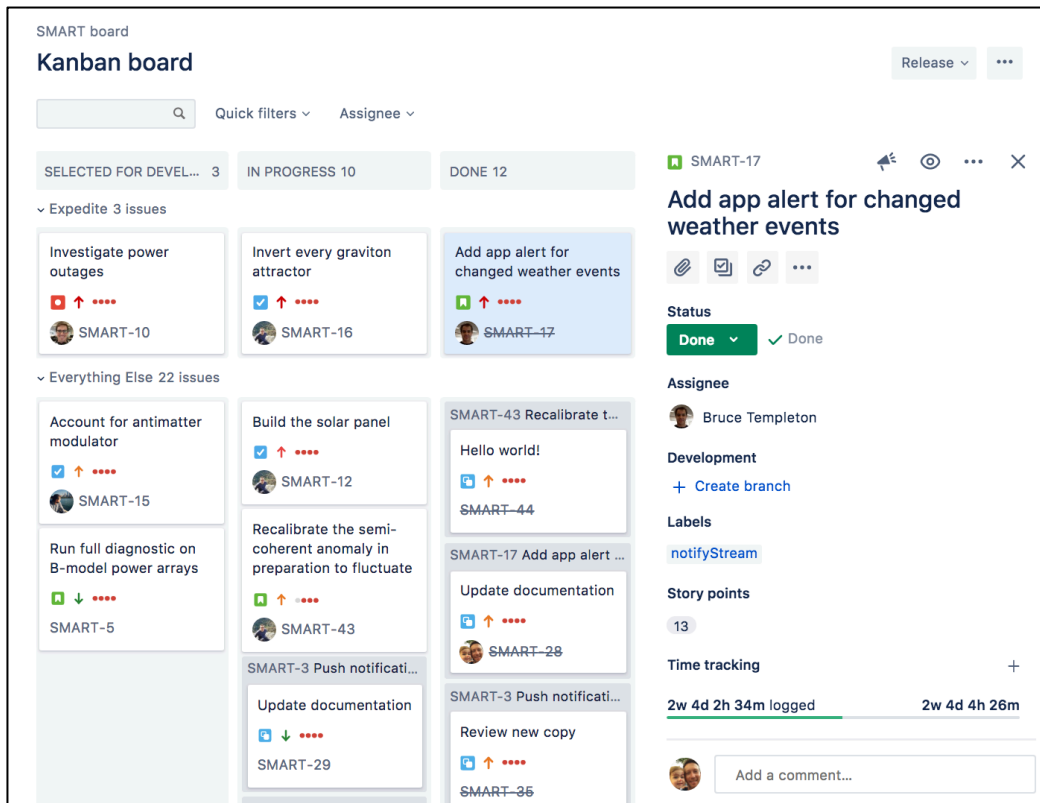 SMART board
Kanban board
Release
Quick filters
Assignee
SELECTED FOR DEVEL... 3
IN PROGRESS 10
DONE 12
Expedite 3 issues
Investigate power
outages
SMART-10
Invert every graviton
attractor
SMART-16
Add app alert for
changed weather events
SMART-17
Everything Else 22 issues
Account for antimatter
modulator
SMART-15
Run full diagnostic on
B-model power arrays
SMART-5
Build the solar panel
SMART-12
Recalibrate the semi-
coherent anomaly in
preparation to fluctuate
SMART-43
SMART-3 Push notificati...
Update documentation
SMART-29
SMART-43 Recalibrate t...
Hello world!
SMART-44
SMART-17 Add app alert ...
Update documentation
SMART-28
SMART-3 Push notificati...
Review new copy
SMART-35
SMART-17
Add app alert for changed
weather events
Status
Done
Done
Assignee
Bruce Templeton
Development
+ Create branch
Labels
notifyStream
Story points
13
Time tracking
2w 4d 2h 34m logged
2w 4d 4h 26m
Add a comment...